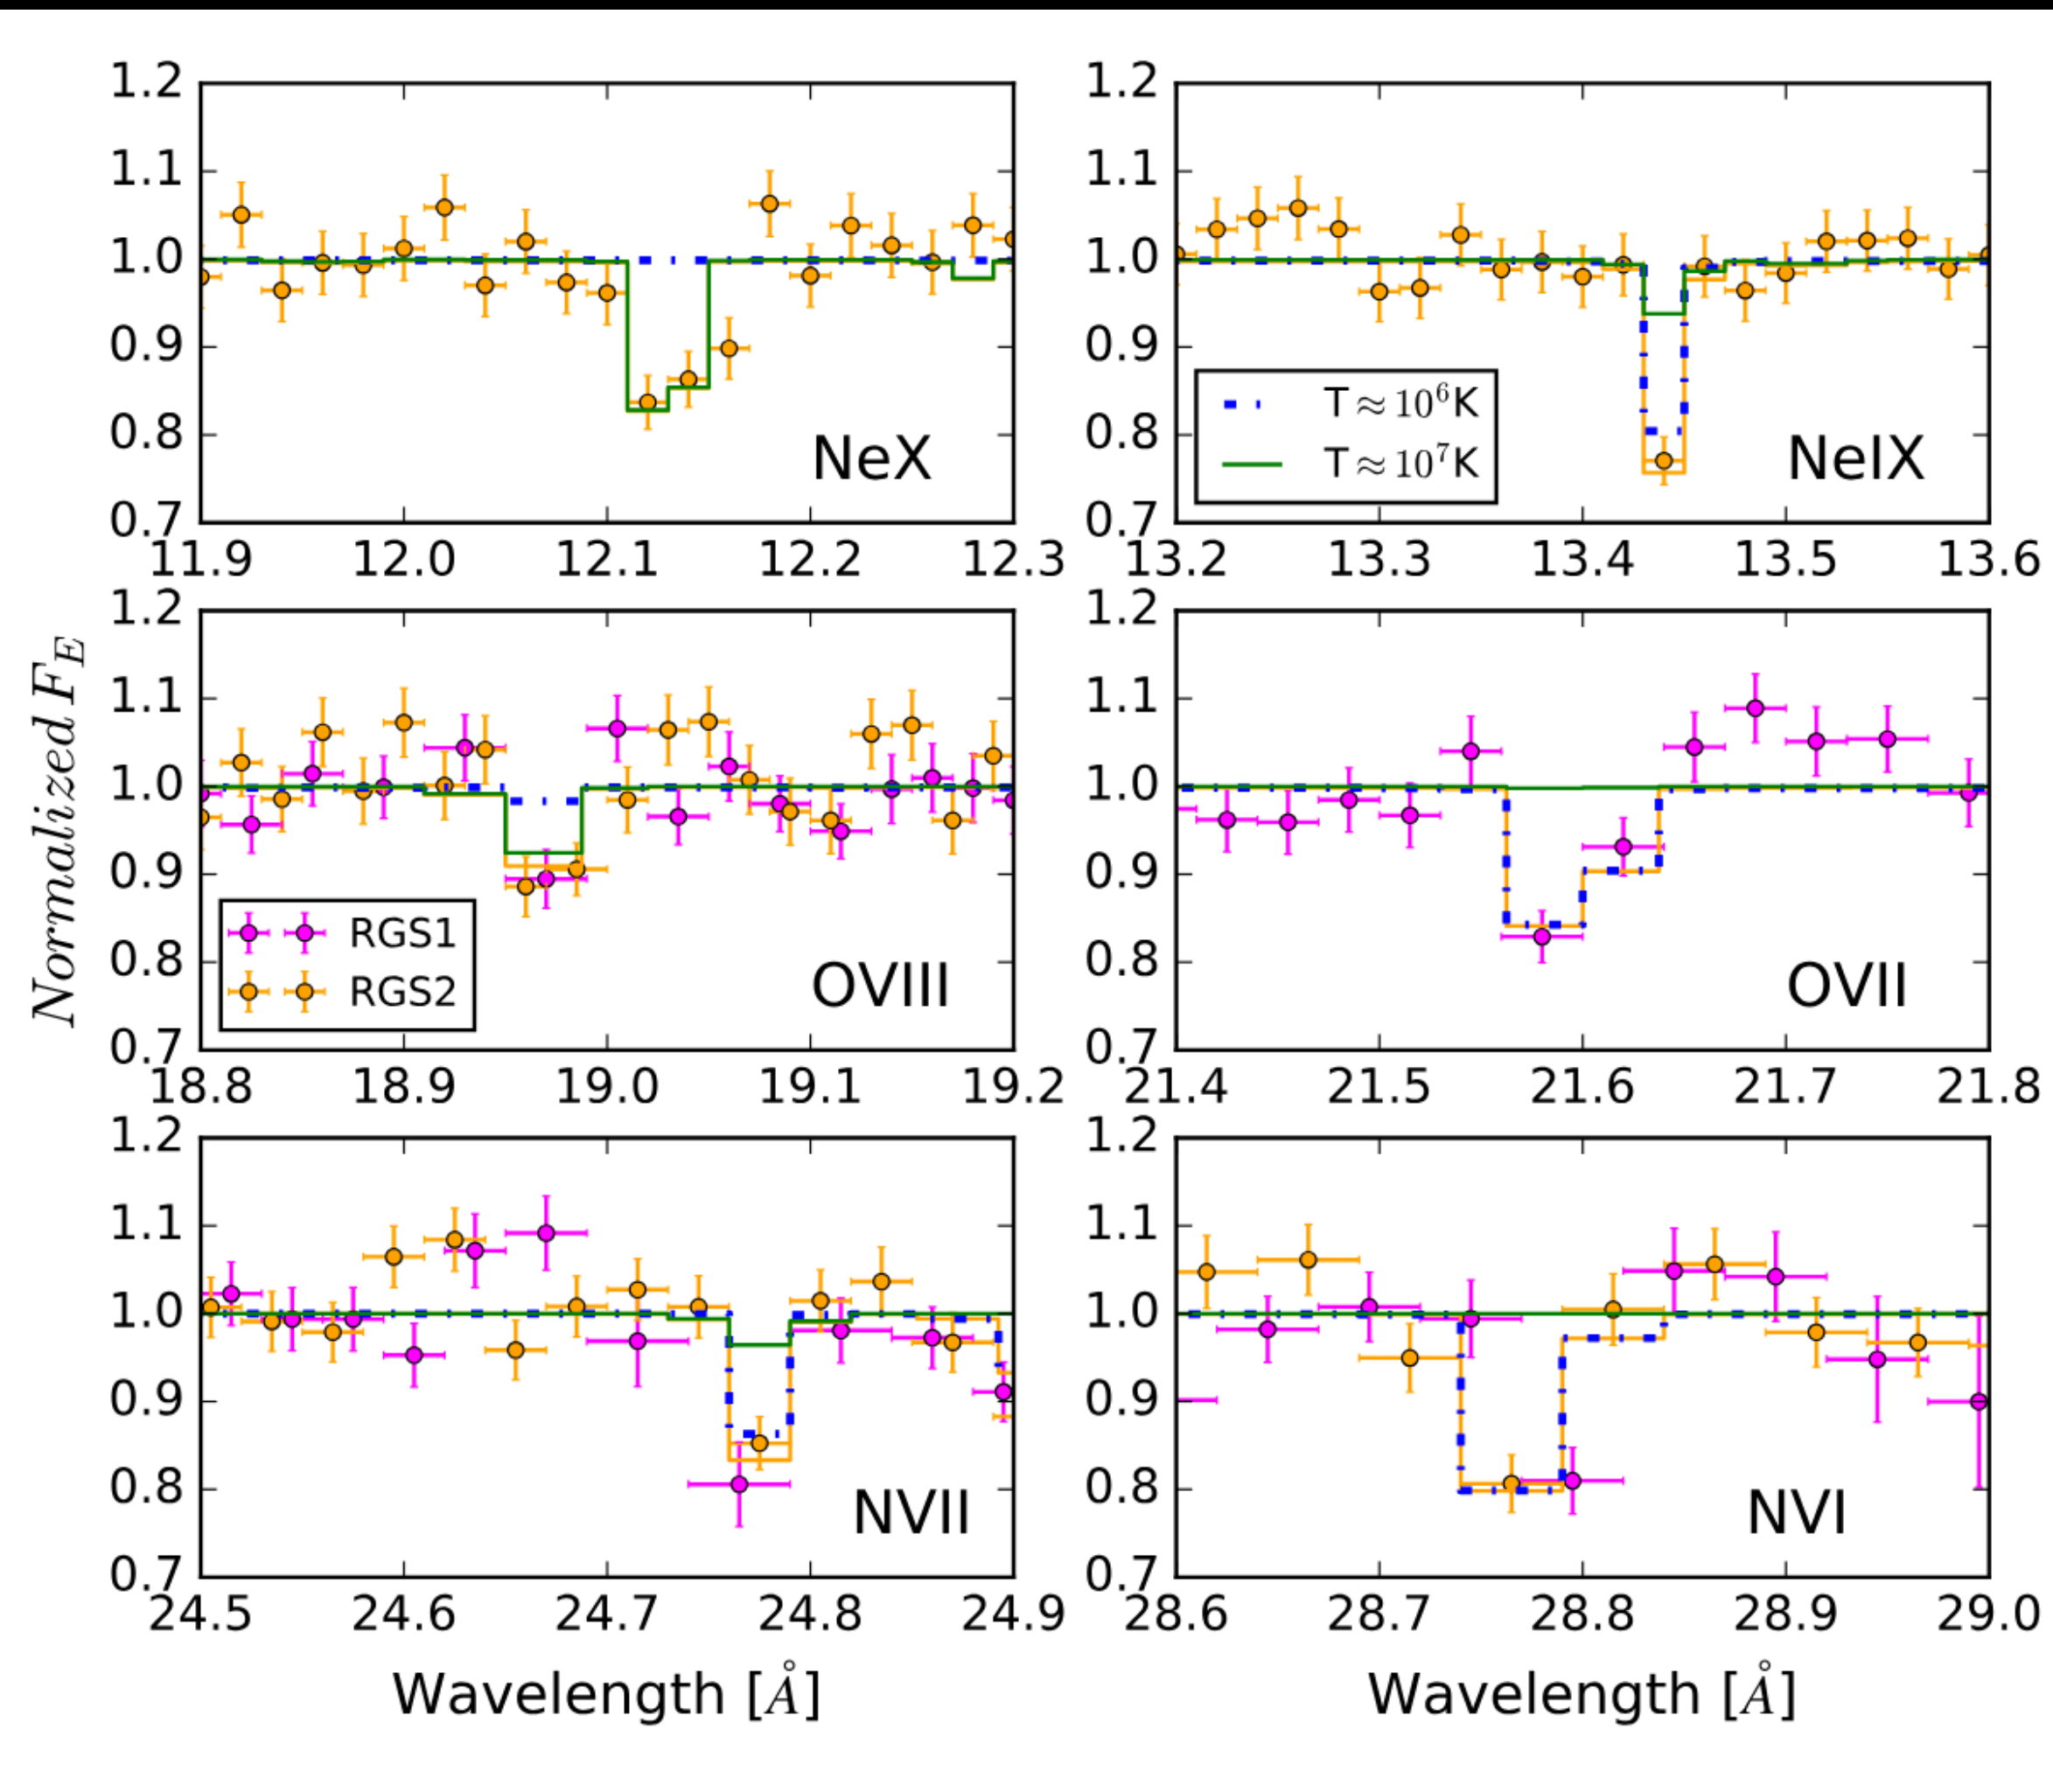 Normalized F_E
1.2
1.1
1.0
0.9
0.8
0.7
NeX
11.9 12.0 12.1 12.2 12.3
1.2
1.1
1.0
0.9
0.8
0.7
T ≈ 10⁶K
T ≈ 10⁷K
NeIX
13.2 13.3 13.4 13.5 13.6
1.2
1.1
1.0
0.9
0.8
0.7
RGS1
RGS2
OVIII
18.8 18.9 19.0 19.1 19.2
1.2
1.1
1.0
0.9
0.8
0.7
OVII
21.4 21.5 21.6 21.7 21.8
1.2
1.1
1.0
0.9
0.8
0.7
NVII
24.5 24.6 24.7 24.8 24.9
Wavelength [Å]
1.2
1.1
1.0
0.9
0.8
0.7
NVI
28.6 28.7 28.8 28.9 29.0
Wavelength [Å]